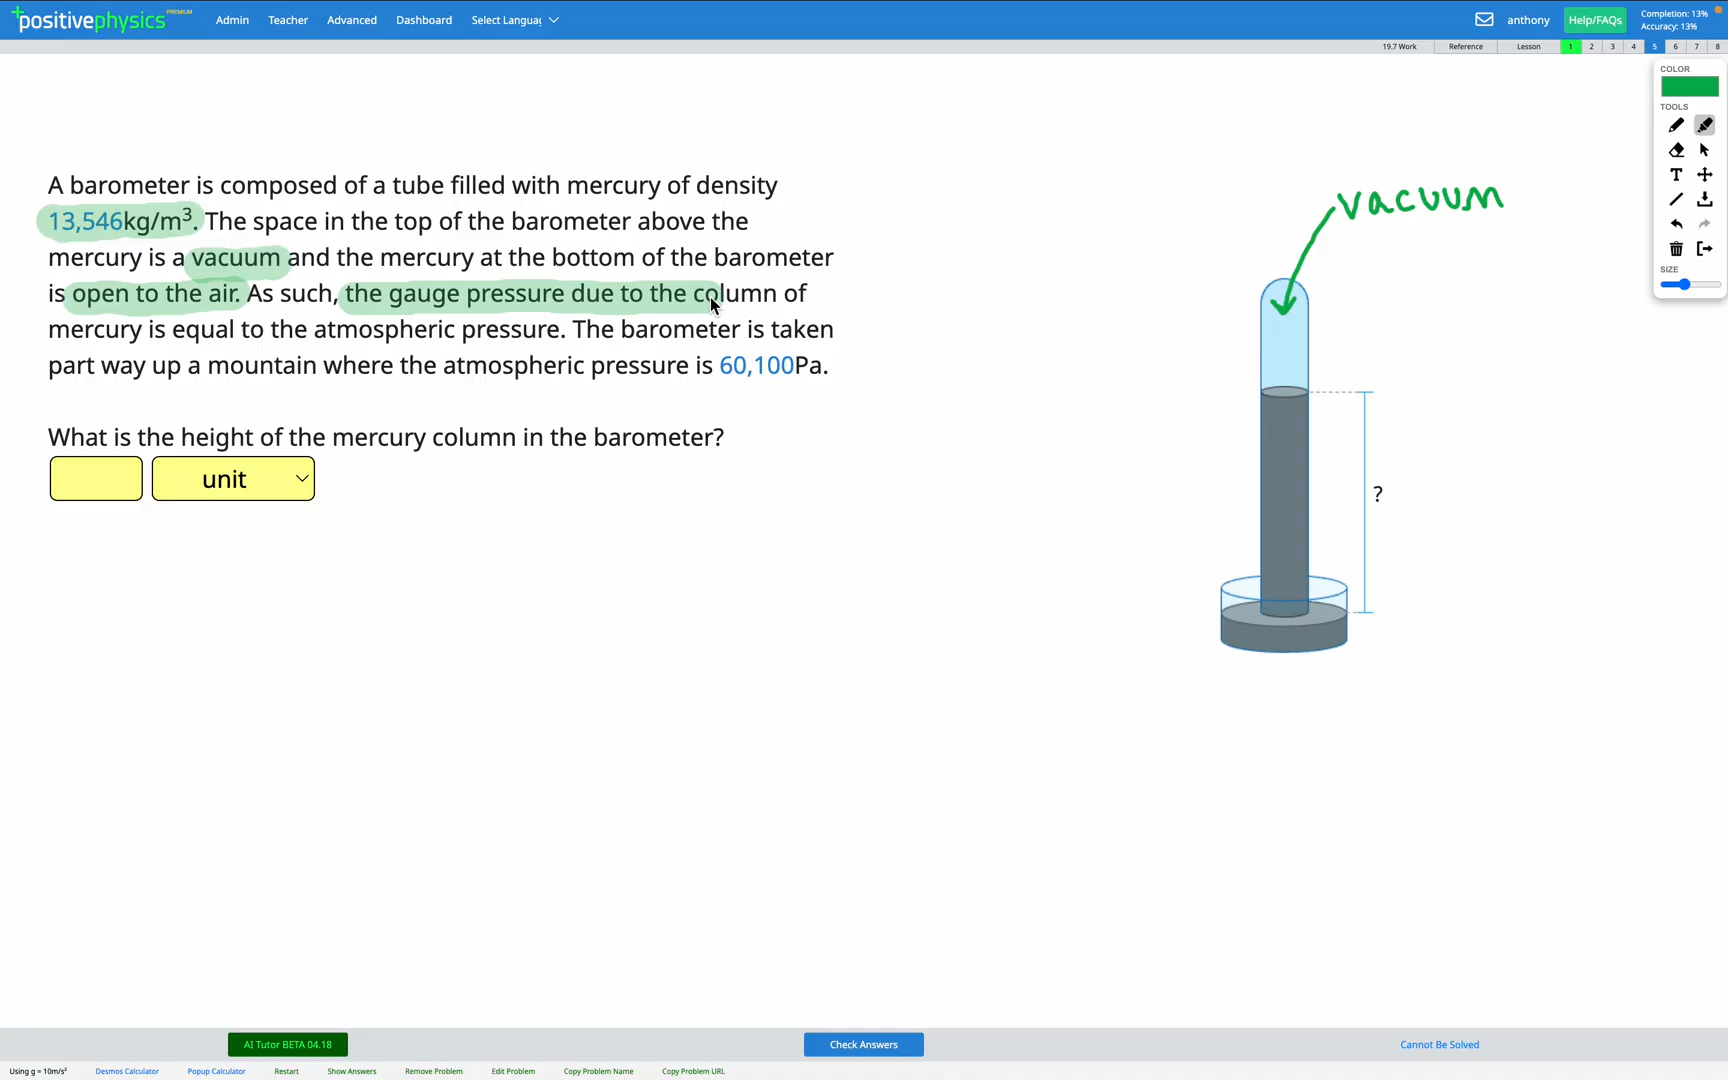 +positivephysics PREMIUM Admin Teacher Advanced Dashboard Select Languag anthony Help/FAQs Completion: 13%
Accuracy: 13%
19.7 Work Reference Lesson 1 2 3 4 5 6 7 8
COLOR
TOOLS
T
SIZE
A barometer is composed of a tube filled with mercury of density
13,546kg/m³. The space in the top of the barometer above the
mercury is a vacuum and the mercury at the bottom of the barometer
is open to the air. As such, the gauge pressure due to the column of
mercury is equal to the atmospheric pressure. The barometer is taken
part way up a mountain where the atmospheric pressure is 60,100Pa.
What is the height of the mercury column in the barometer?
unit
vacuum
?
AI Tutor BETA 04.18 Check Answers Cannot Be Solved
Using g = 10m/s² Desmos Calculator Popup Calculator Restart Show Answers Remove Problem Edit Problem Copy Problem Name Copy Problem URL